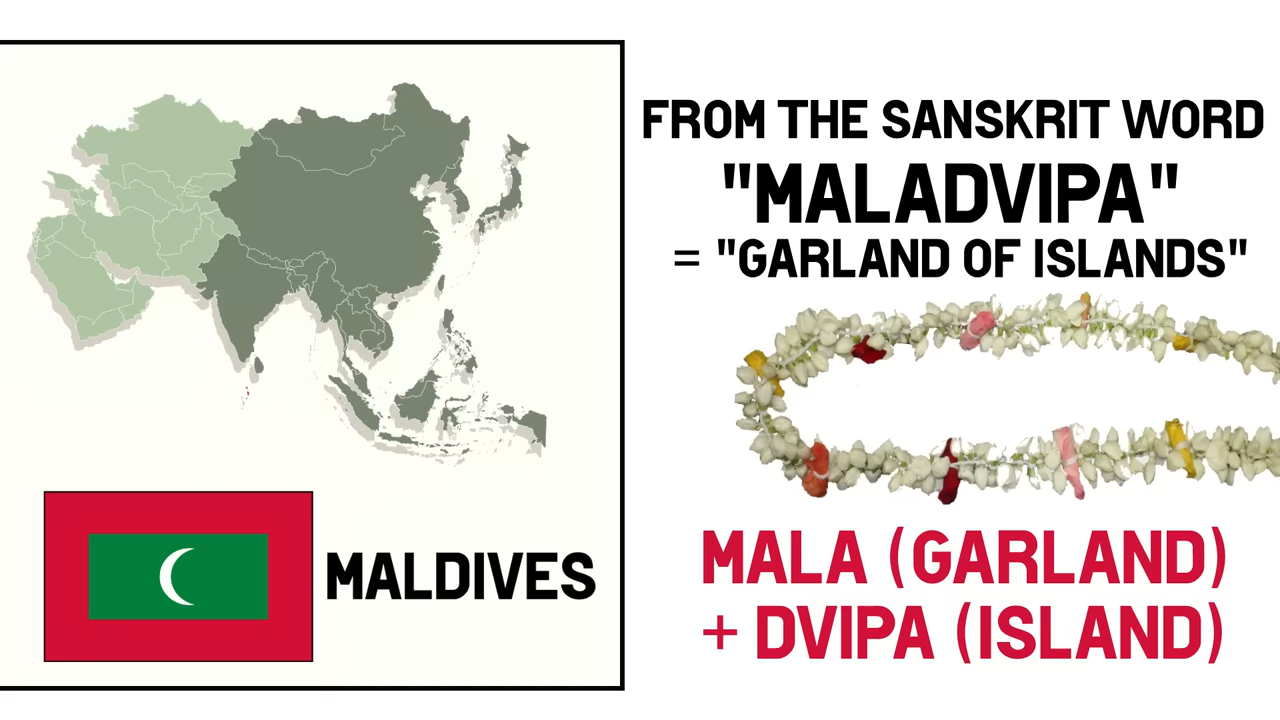 MALDIVES
FROM THE SANSKRIT WORD
"MALADVIPA"
= "GARLAND OF ISLANDS"
MALA (GARLAND)
+ DVIPA (ISLAND)